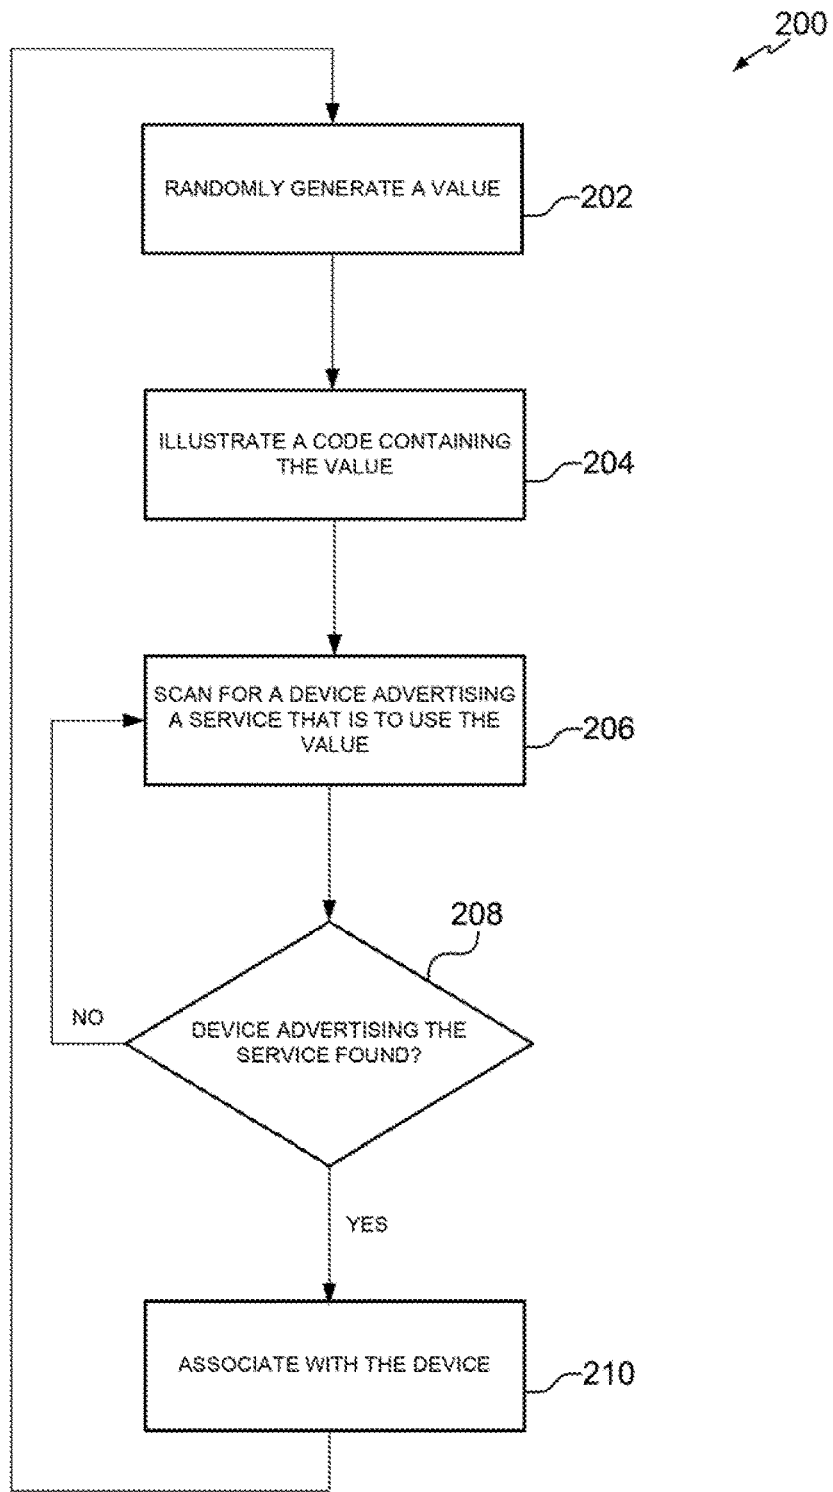 200
RANDOMLY GENERATE A VALUE
202
ILLUSTRATE A CODE CONTAINING
THE VALUE
204
SCAN FOR A DEVICE ADVERTISING
A SERVICE THAT IS TO USE THE
VALUE
206
208
DEVICE ADVERTISING THE
SERVICE FOUND?
NO
YES
ASSOCIATE WITH THE DEVICE
210